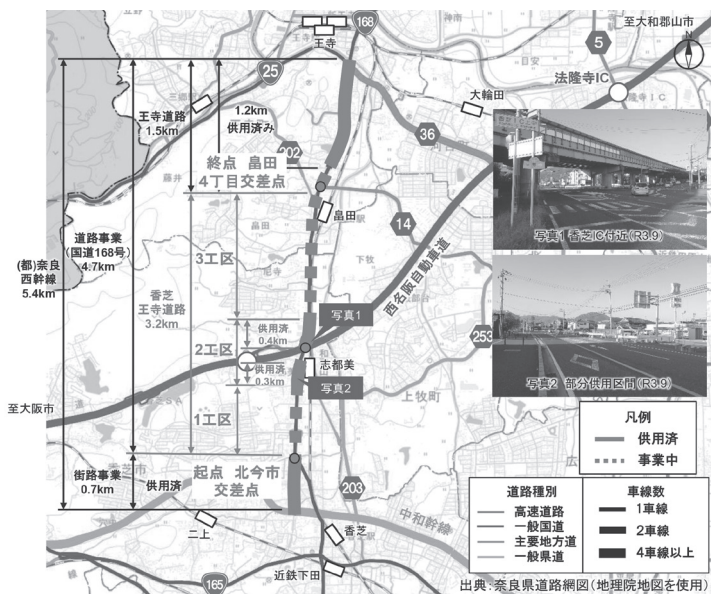 168
至大和郡山市
N
王寺
25
5
法隆寺IC
大輪田
王寺道路
1.5km
1.2km
供用済み
202
36
終点 畠田
4丁目交差点
藤井
畠田
14
写真1 香芝IC付近(R3.9)
道路事業
(国道168号)
4.7km
(都)奈良
西幹線
5.4km
3工区
下牧
西名阪自動車道
香芝
王寺道路
3.2km
写真1
253
2工区
供用済
0.4km
志都美
供用済
0.3km
写真2
上牧町
写真2 部分供用区間(R3.9)
至大阪市
1工区
凡例
供用済
事業中
街路事業
0.7km
供用済
香芝市
起点 北今市
交差点
203
中和幹線
二上
香芝
近鉄下田
165
道路種別
高速道路
一般国道
主要地方道
一般県道
車線数
1車線
2車線
4車線以上
出典:奈良県道路網図(地理院地図を使用)